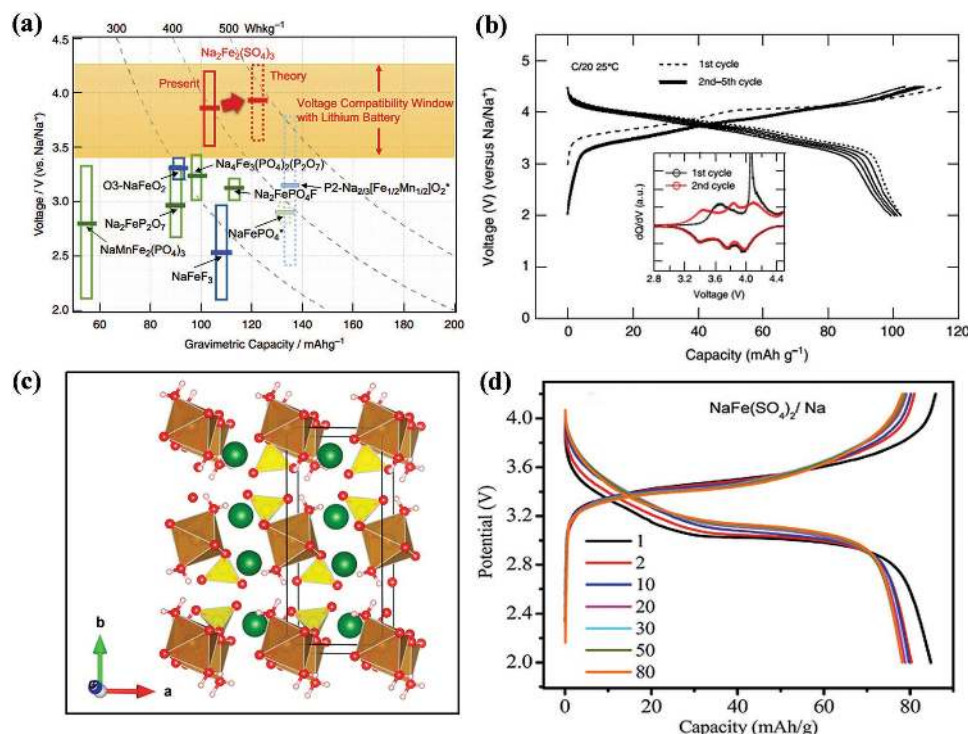 (a)
300 400 500 Whkg⁻¹
4.5
4.0
3.5
3.0
2.5
2.0
Voltage / V (vs. Na/Na⁺)
Na₂Fe₂(SO₄)₃
Present
Theory
Voltage Compatibility Window
with Lithium Battery
Na₄Fe₃(PO₄)₂(P₂O₇)
O3-NaFeO₂
Na₂FePO₄F
P2-Na₂/₃[Fe₁/₂Mn₁/₂]O₂*
Na₂FeP₂O₇
NaFePO₄*
NaMnFe₂(PO₄)₃
NaFeF₃
60 80 100 120 140 160 180 200
Gravimetric Capacity / mAhg⁻¹
(b)
C/20 25°C
1st cycle
2nd–5th cycle
5
4
3
2
1
Voltage (V) (versus Na/Na⁺)
1st cycle
2nd cycle
dQ/dV (a.u.)
2.8 3.2 3.6 4.0 4.4
Voltage (V)
0 20 40 60 80 100 120
Capacity (mAh g⁻¹)
(c)
b
a
(d)
NaFe(SO₄)₂/ Na
4.0
3.6
3.2
2.8
2.4
2.0
Potential (V)
1
2
10
20
30
50
80
0 20 40 60 80
Capacity (mAh/g)